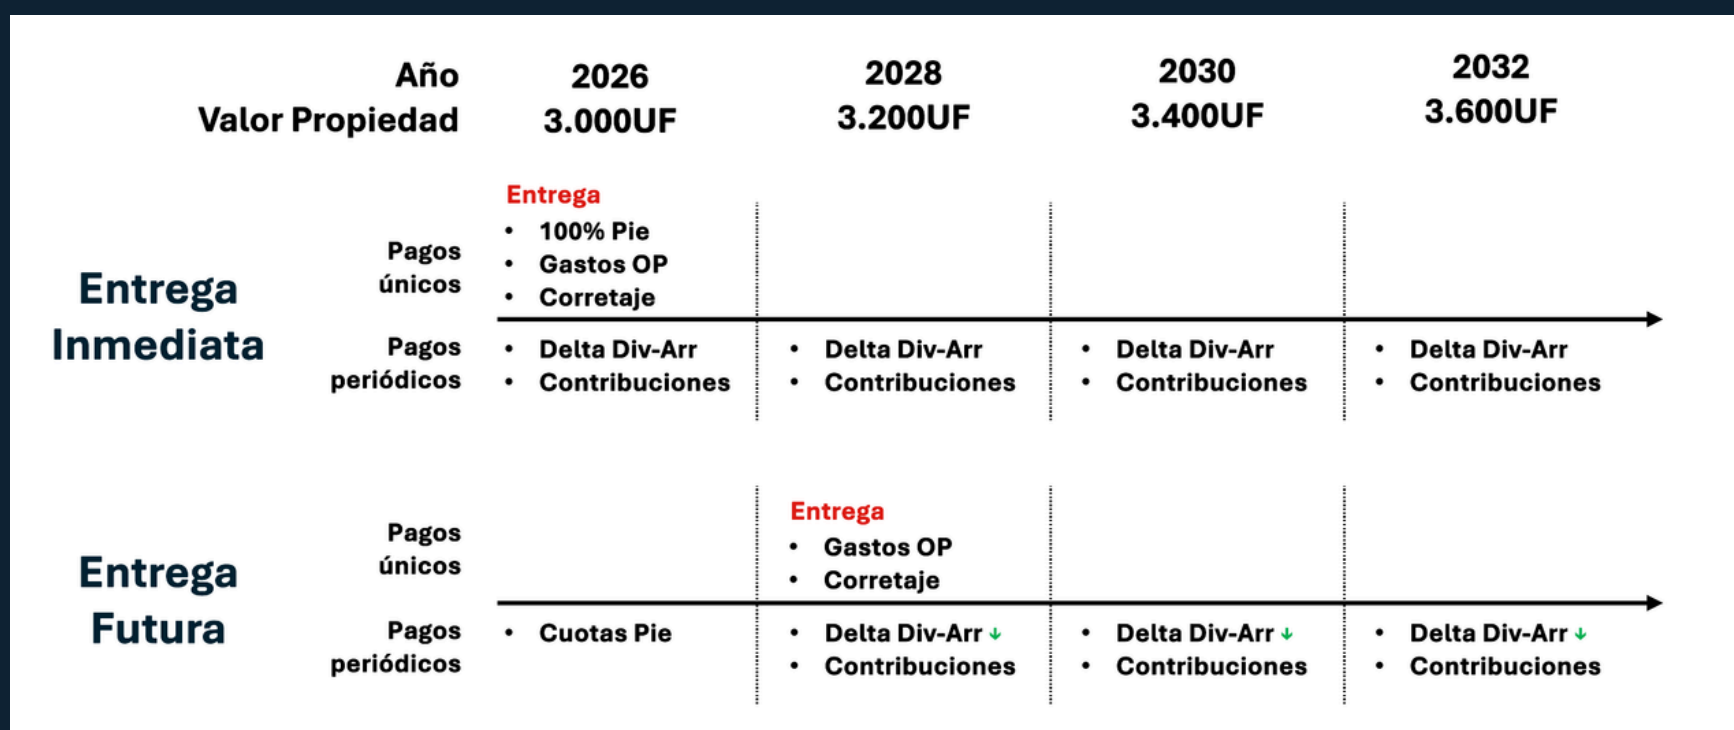 Año 2026 2028 2030 2032
Valor Propiedad 3.000UF 3.200UF 3.400UF 3.600UF
Entrega Inmediata
Pagos únicos
Entrega
• 100% Pie
• Gastos OP
• Corretaje
Pagos periódicos
• Delta Div-Arr • Delta Div-Arr • Delta Div-Arr • Delta Div-Arr
• Contribuciones • Contribuciones • Contribuciones • Contribuciones
Entrega Futura
Pagos únicos
Entrega
• Gastos OP
• Corretaje
Pagos periódicos
• Cuotas Pie • Delta Div-Arr ↓ • Delta Div-Arr ↓ • Delta Div-Arr ↓
• Contribuciones • Contribuciones • Contribuciones